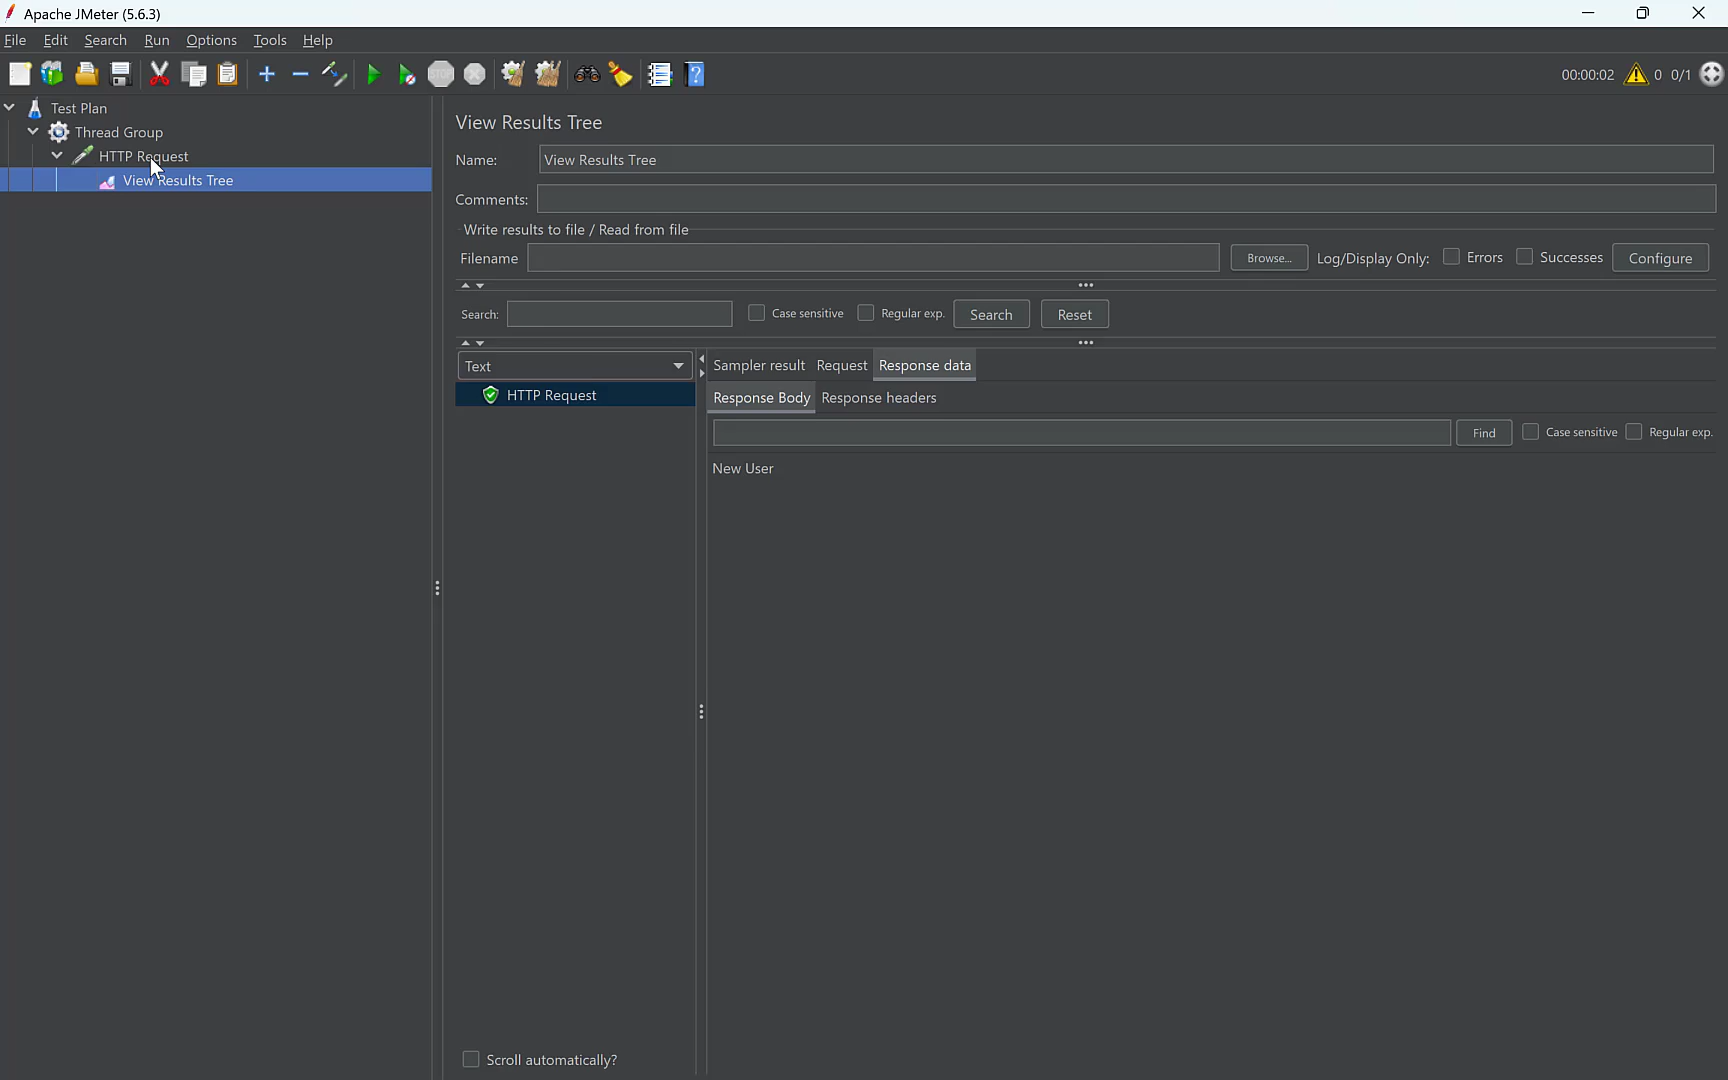 Apache JMeter (5.6.3)
File Edit Search Run Options Tools Help
STOP 00:00:02 0 0/1
Test Plan
Thread Group
HTTP Request
View Results Tree
View Results Tree
Name: View Results Tree
Comments:
Write results to file / Read from file
Filename Browse... Log/Display Only: Errors Successes Configure
Search: Case sensitive Regular exp. Search Reset
Text
HTTP Request
Sampler result Request Response data
Response Body Response headers
Find Case sensitive Regular exp.
New User
Scroll automatically?